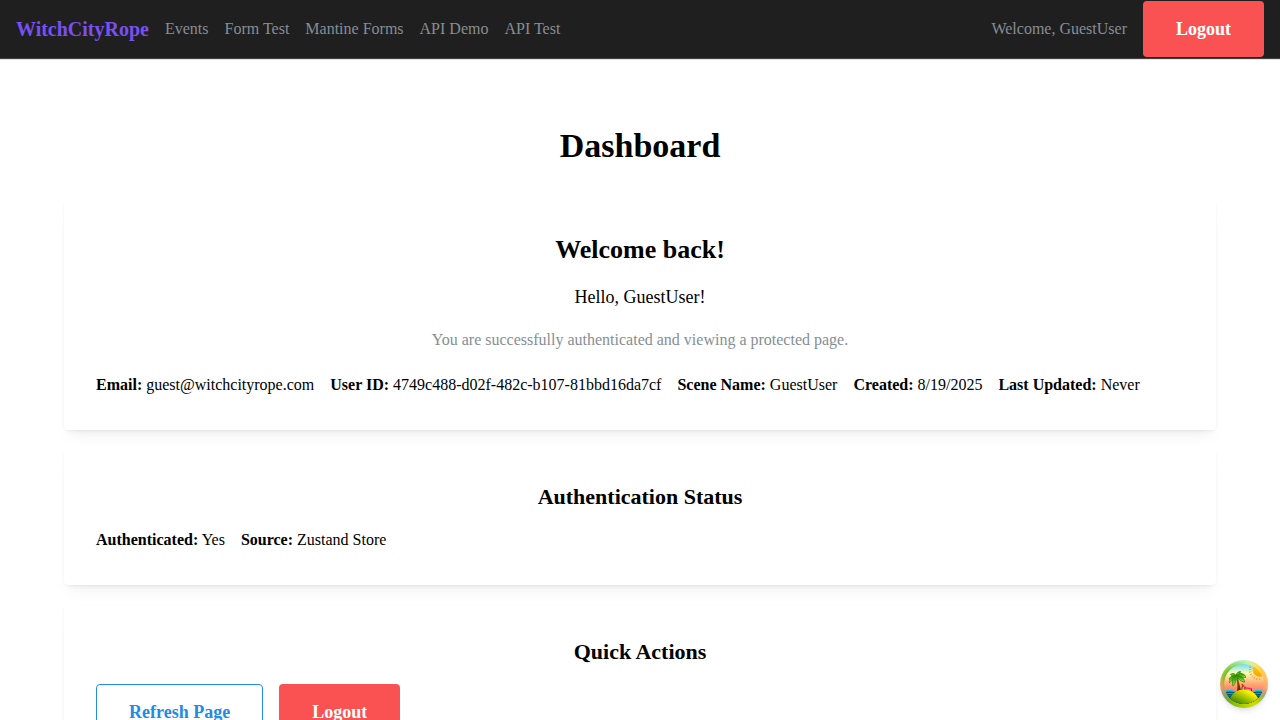 WitchCityRope Events Form Test Mantine Forms API Demo API Test Welcome, GuestUser Logout
Dashboard
Welcome back!
Hello, GuestUser!
You are successfully authenticated and viewing a protected page.
Email: guest@witchcityrope.com User ID: 4749c488-d02f-482c-b107-81bbd16da7cf Scene Name: GuestUser Created: 8/19/2025 Last Updated: Never
Authentication Status
Authenticated: Yes Source: Zustand Store
Quick Actions
Refresh Page Logout